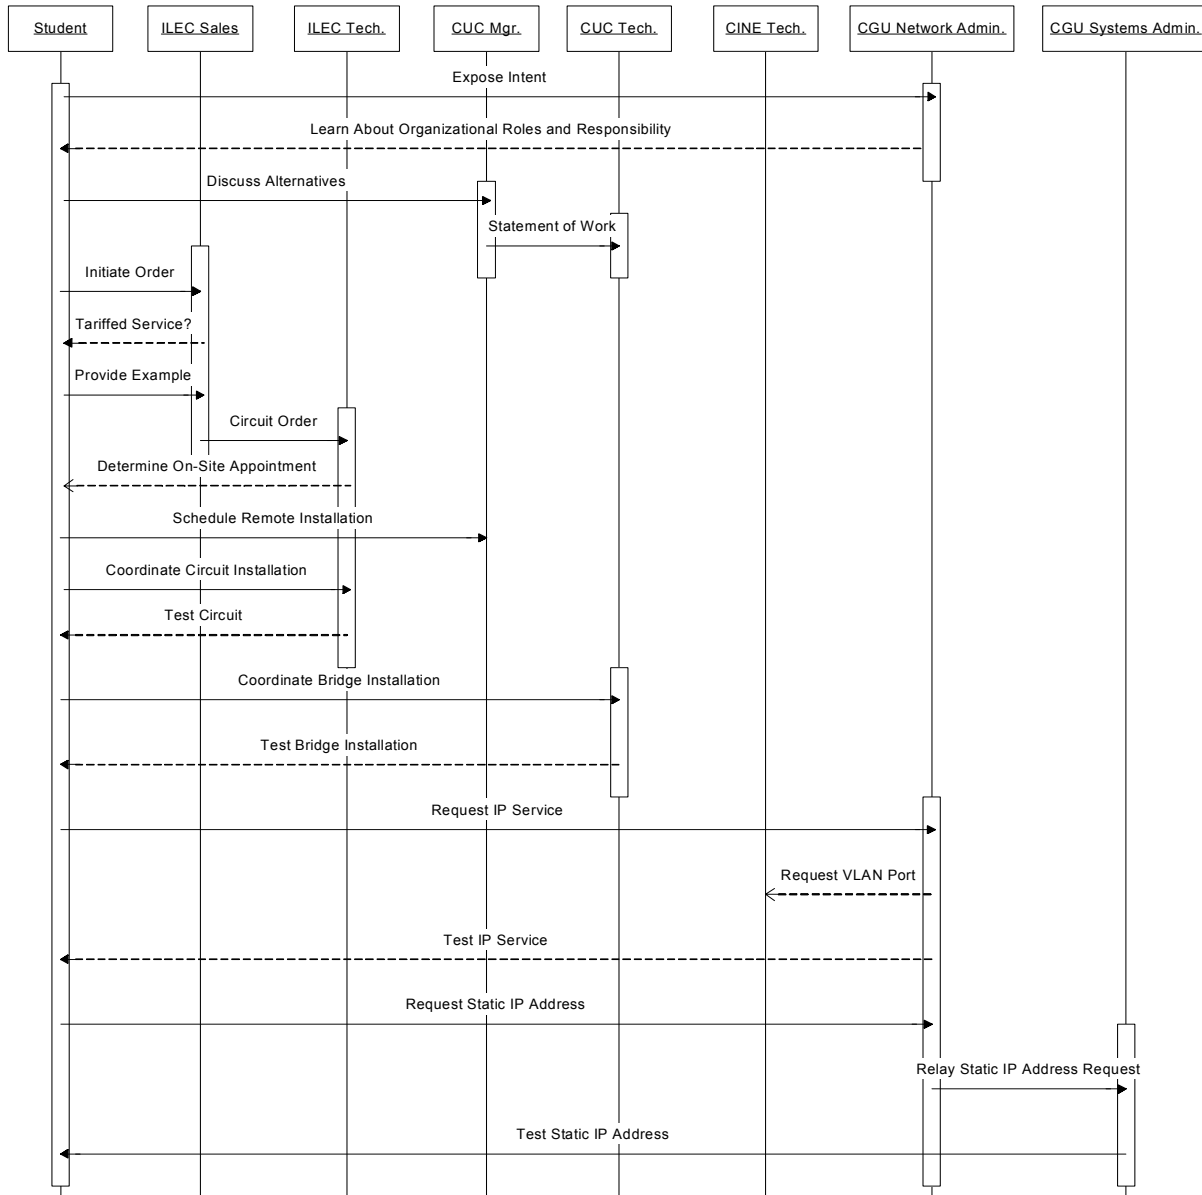 Student
ILEC Sales
ILEC Tech.
CUC Mgr.
CUC Tech.
CINE Tech.
CGU Network Admin.
CGU Systems Admin.
Expose Intent
Learn About Organizational Roles and Responsibility
Discuss Alternatives
Statement of Work
Initiate Order
Tariffed Service?
Provide Example
Circuit Order
Determine On-Site Appointment
Schedule Remote Installation
Coordinate Circuit Installation
Test Circuit
Coordinate Bridge Installation
Test Bridge Installation
Request IP Service
Request VLAN Port
Test IP Service
Request Static IP Address
Relay Static IP Address Request
Test Static IP Address